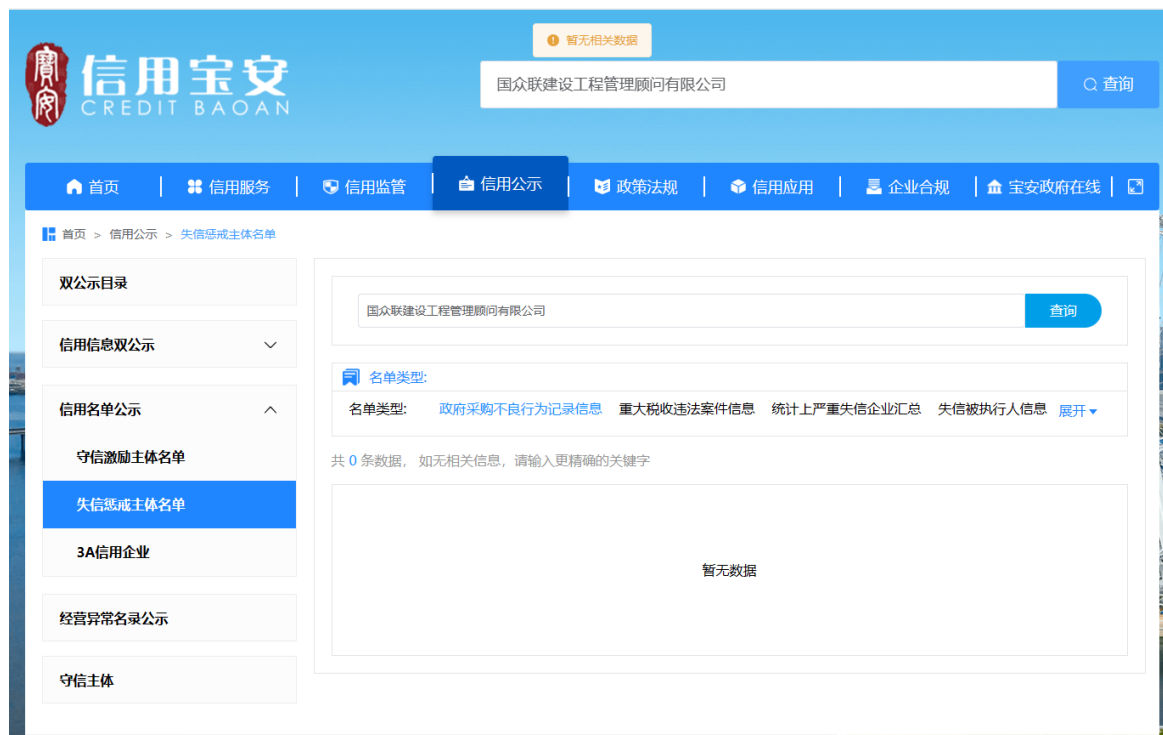 暂无相关数据
寳安
信用宝安
CREDIT BAOAN
国众联建设工程管理顾问有限公司
查询
首页
信用服务
信用监管
信用公示
政策法规
信用应用
企业合规
宝安政府在线
首页 > 信用公示 > 失信惩戒主体名单
双公示目录
信用信息双公示
信用名单公示
守信激励主体名单
失信惩戒主体名单
3A信用企业
经营异常名录公示
守信主体
国众联建设工程管理顾问有限公司
查询
名单类型:
名单类型: 政府采购不良行为记录信息 重大税收违法案件信息 统计上严重失信企业汇总 失信被执行人信息 展开
共 0 条数据， 如无相关信息，请输入更精确的关键字
暂无数据